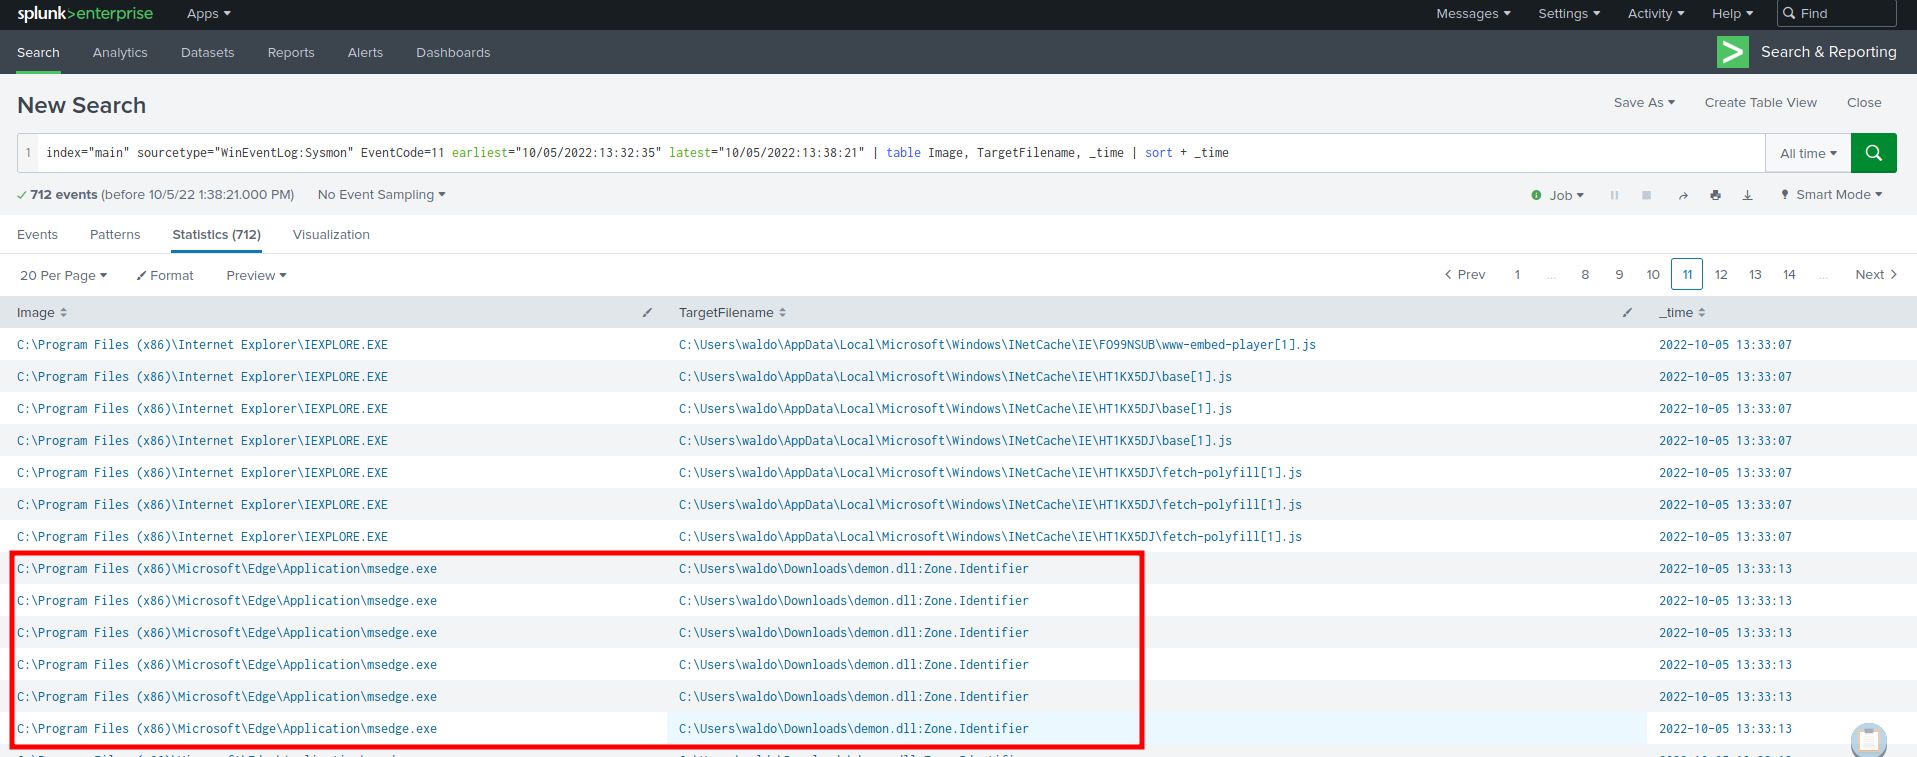 splunk>enterprise Apps Messages Settings Activity Help Find
Search Analytics Datasets Reports Alerts Dashboards Search & Reporting
New Search Save As Create Table View Close
1 index="main" sourcetype="WinEventLog:Sysmon" EventCode=11 earliest="10/05/2022:13:32:35" latest="10/05/2022:13:38:21" | table Image, TargetFilename, _time | sort + _time All time
712 events (before 10/5/22 1:38:21.000 PM) No Event Sampling Job Smart Mode
Events Patterns Statistics (712) Visualization
20 Per Page Format Preview Prev 1 ... 8 9 10 11 12 13 14 ... Next
Image TargetFilename _time
C:\Program Files (x86)\Internet Explorer\IEXPLORE.EXE C:\Users\waldo\AppData\Local\Microsoft\Windows\INetCache\IE\FO99NSUB\www-embed-player[1].js 2022-10-05 13:33:07
C:\Program Files (x86)\Internet Explorer\IEXPLORE.EXE C:\Users\waldo\AppData\Local\Microsoft\Windows\INetCache\IE\HT1KX5DJ\base[1].js 2022-10-05 13:33:07
C:\Program Files (x86)\Internet Explorer\IEXPLORE.EXE C:\Users\waldo\AppData\Local\Microsoft\Windows\INetCache\IE\HT1KX5DJ\base[1].js 2022-10-05 13:33:07
C:\Program Files (x86)\Internet Explorer\IEXPLORE.EXE C:\Users\waldo\AppData\Local\Microsoft\Windows\INetCache\IE\HT1KX5DJ\base[1].js 2022-10-05 13:33:07
C:\Program Files (x86)\Internet Explorer\IEXPLORE.EXE C:\Users\waldo\AppData\Local\Microsoft\Windows\INetCache\IE\HT1KX5DJ\fetch-polyfill[1].js 2022-10-05 13:33:07
C:\Program Files (x86)\Internet Explorer\IEXPLORE.EXE C:\Users\waldo\AppData\Local\Microsoft\Windows\INetCache\IE\HT1KX5DJ\fetch-polyfill[1].js 2022-10-05 13:33:07
C:\Program Files (x86)\Internet Explorer\IEXPLORE.EXE C:\Users\waldo\AppData\Local\Microsoft\Windows\INetCache\IE\HT1KX5DJ\fetch-polyfill[1].js 2022-10-05 13:33:07
C:\Program Files (x86)\Microsoft\Edge\Application\msedge.exe C:\Users\waldo\Downloads\demon.dll:Zone.Identifier 2022-10-05 13:33:13
C:\Program Files (x86)\Microsoft\Edge\Application\msedge.exe C:\Users\waldo\Downloads\demon.dll:Zone.Identifier 2022-10-05 13:33:13
C:\Program Files (x86)\Microsoft\Edge\Application\msedge.exe C:\Users\waldo\Downloads\demon.dll:Zone.Identifier 2022-10-05 13:33:13
C:\Program Files (x86)\Microsoft\Edge\Application\msedge.exe C:\Users\waldo\Downloads\demon.dll:Zone.Identifier 2022-10-05 13:33:13
C:\Program Files (x86)\Microsoft\Edge\Application\msedge.exe C:\Users\waldo\Downloads\demon.dll:Zone.Identifier 2022-10-05 13:33:13
C:\Program Files (x86)\Microsoft\Edge\Application\msedge.exe C:\Users\waldo\Downloads\demon.dll:Zone.Identifier 2022-10-05 13:33:13